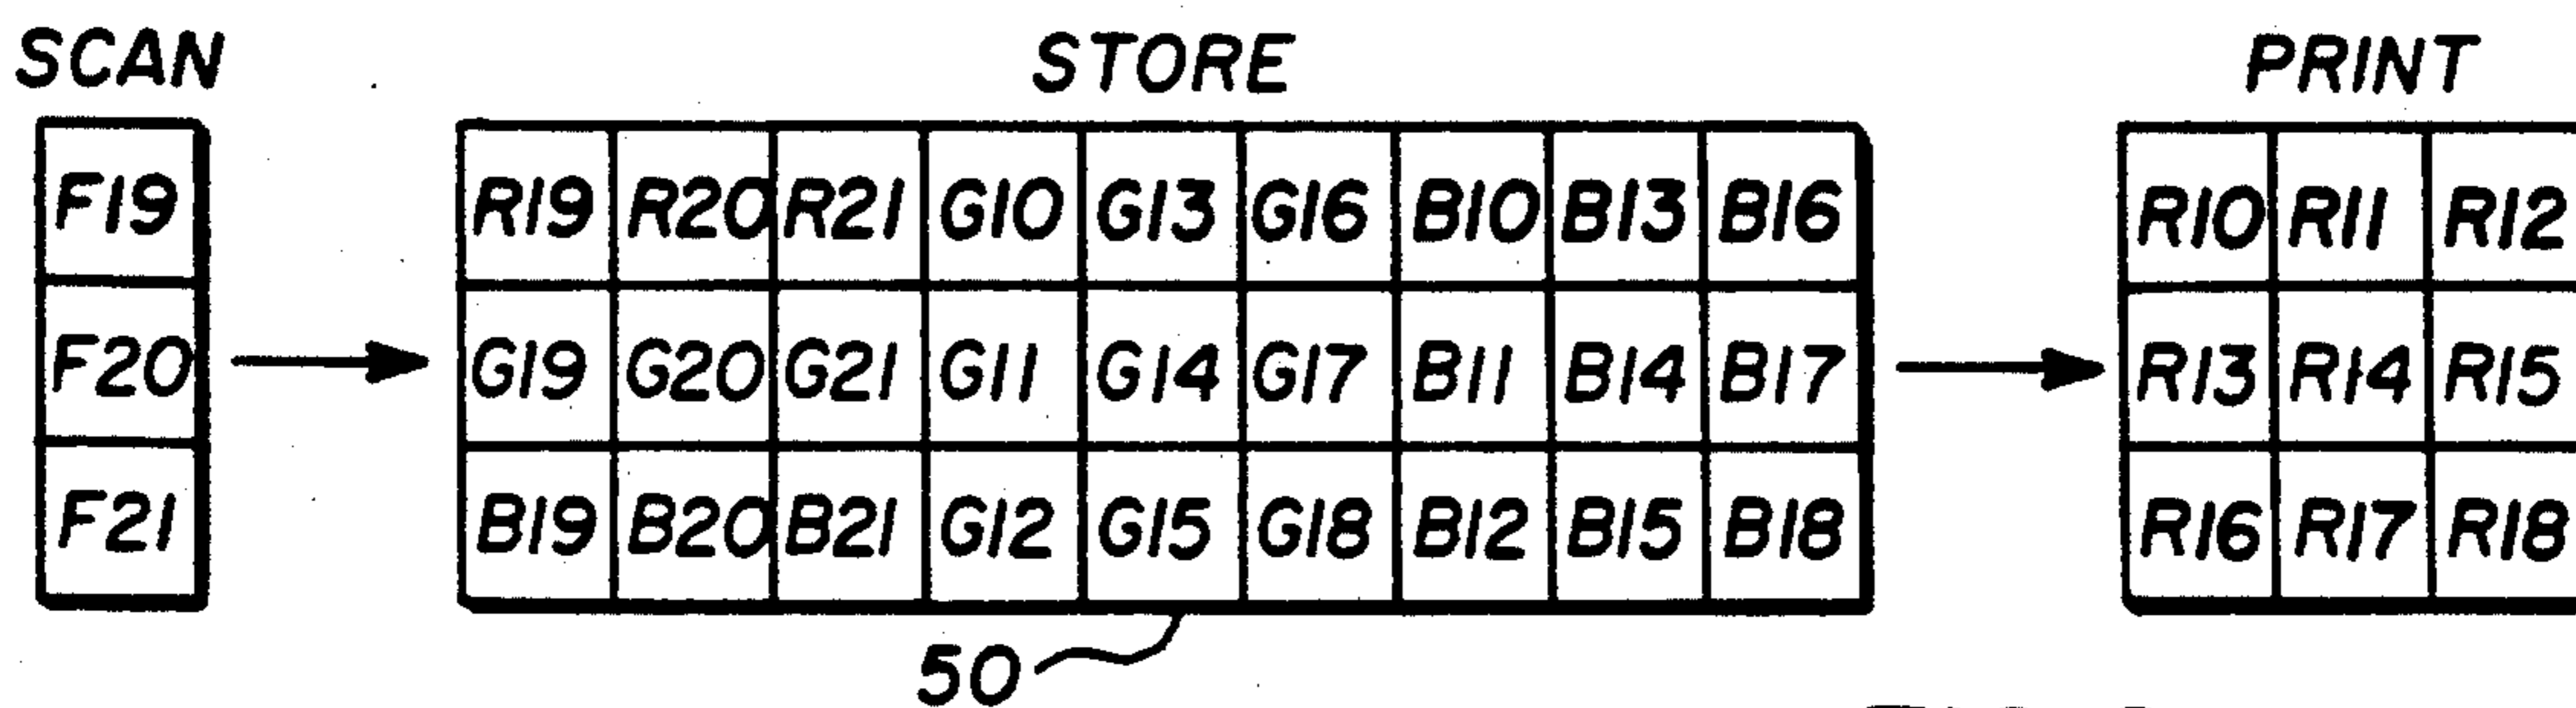 SCAN STORE PRINT
F19 R19 R20 R21 G10 G13 G16 B10 B13 B16 R10 R11 R12
F20 G19 G20 G21 G11 G14 G17 B11 B14 B17 R13 R14 R15
F21 B19 B20 B21 G12 G15 G18 B12 B15 B18 R16 R17 R18
50